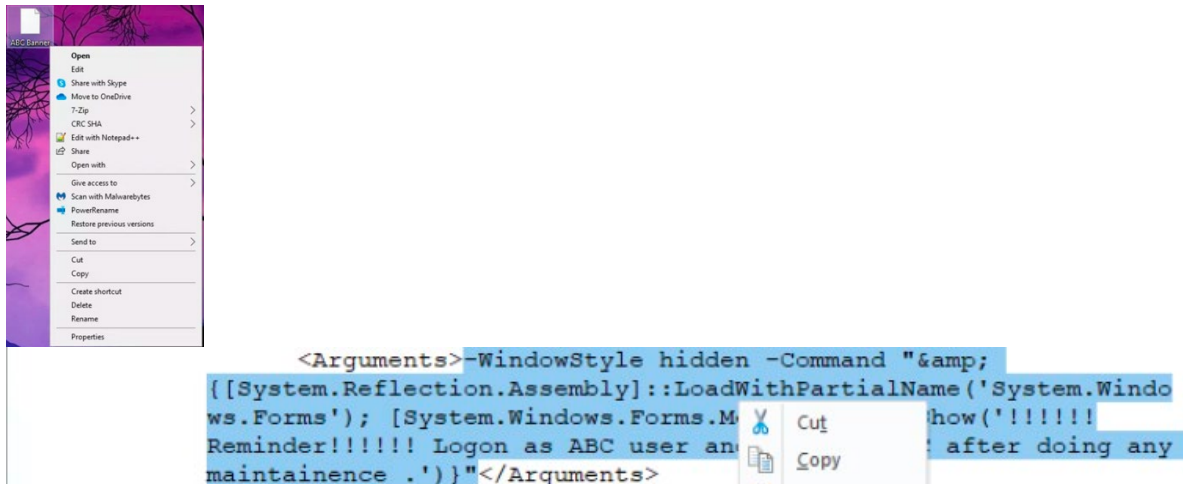 ABC Banner
Open
Edit
Share with Skype
Move to OneDrive
7-Zip
CRC SHA
Edit with Notepad++
Share
Open with
Give access to
Scan with Malwarebytes
PowerRename
Restore previous versions
Send to
Cut
Copy
Create shortcut
Delete
Rename
Properties
<Arguments>-WindowStyle hidden -Command "&amp;
{[System.Reflection.Assembly]::LoadWithPartialName('System.Windo
ws.Forms'); [System.Windows.Forms.M Cut how('!!!!!!
Reminder!!!!!! Logon as ABC user an Copy after doing any
maintainence .')}"</Arguments>